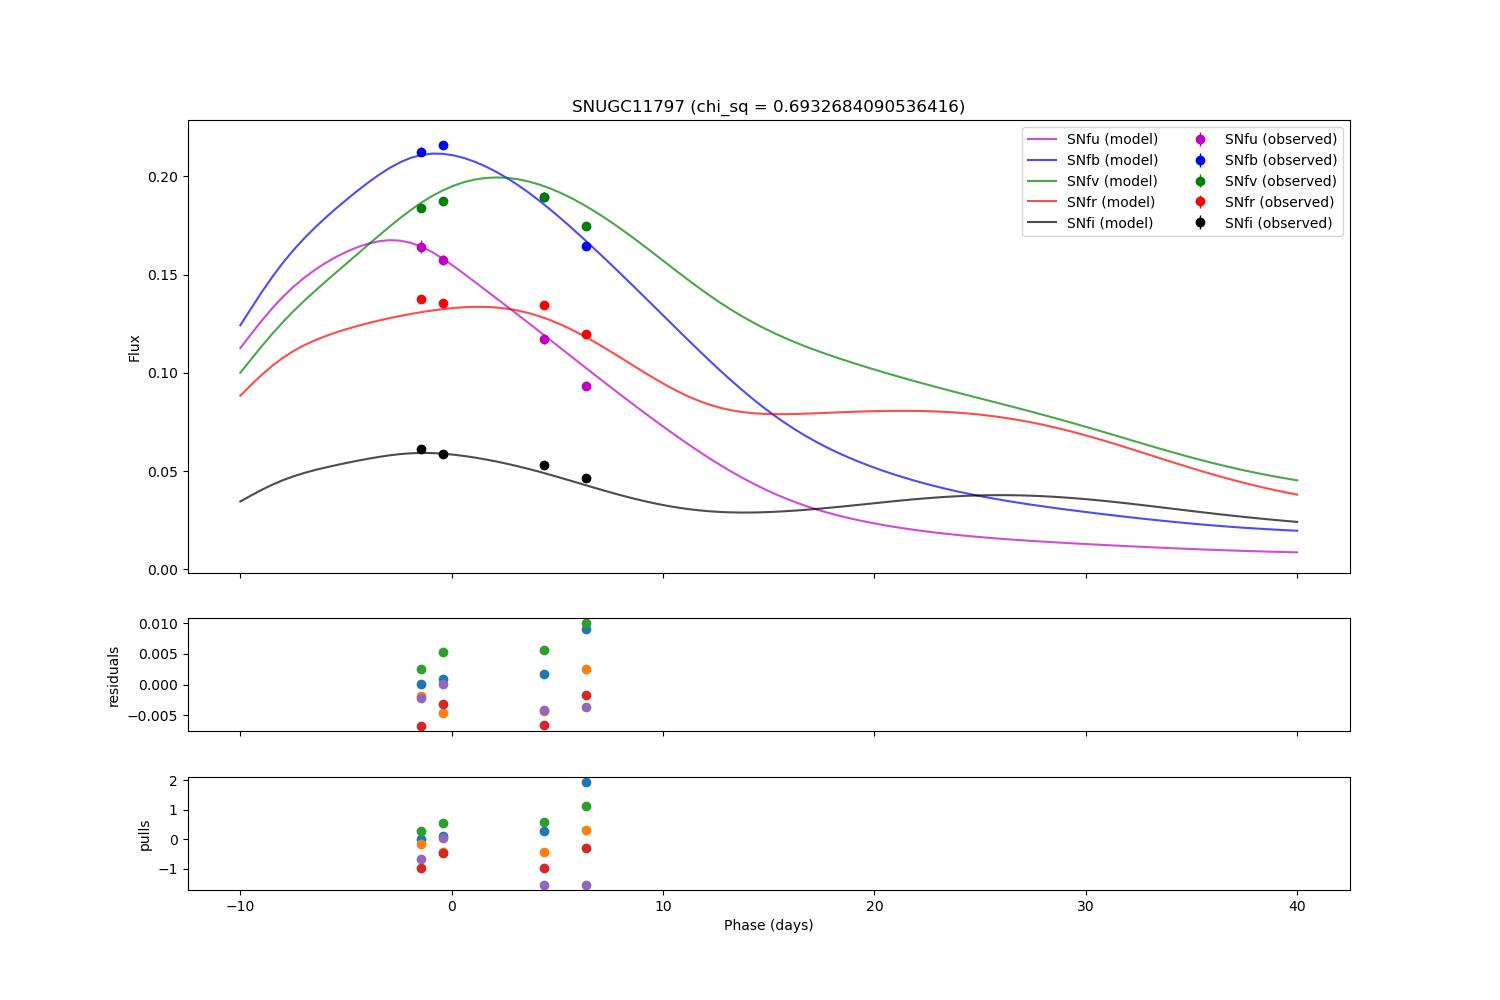 SNUGC11797 (chi_sq = 0.6932684090536416)
Flux
0.20
0.15
0.10
0.05
0.00
SNfu (model)
SNfb (model)
SNfv (model)
SNfr (model)
SNfi (model)
SNfu (observed)
SNfb (observed)
SNfv (observed)
SNfr (observed)
SNfi (observed)
residuals
0.010
0.005
0.000
−0.005
pulls
2
1
0
−1
−10
0
10
20
30
40
Phase (days)